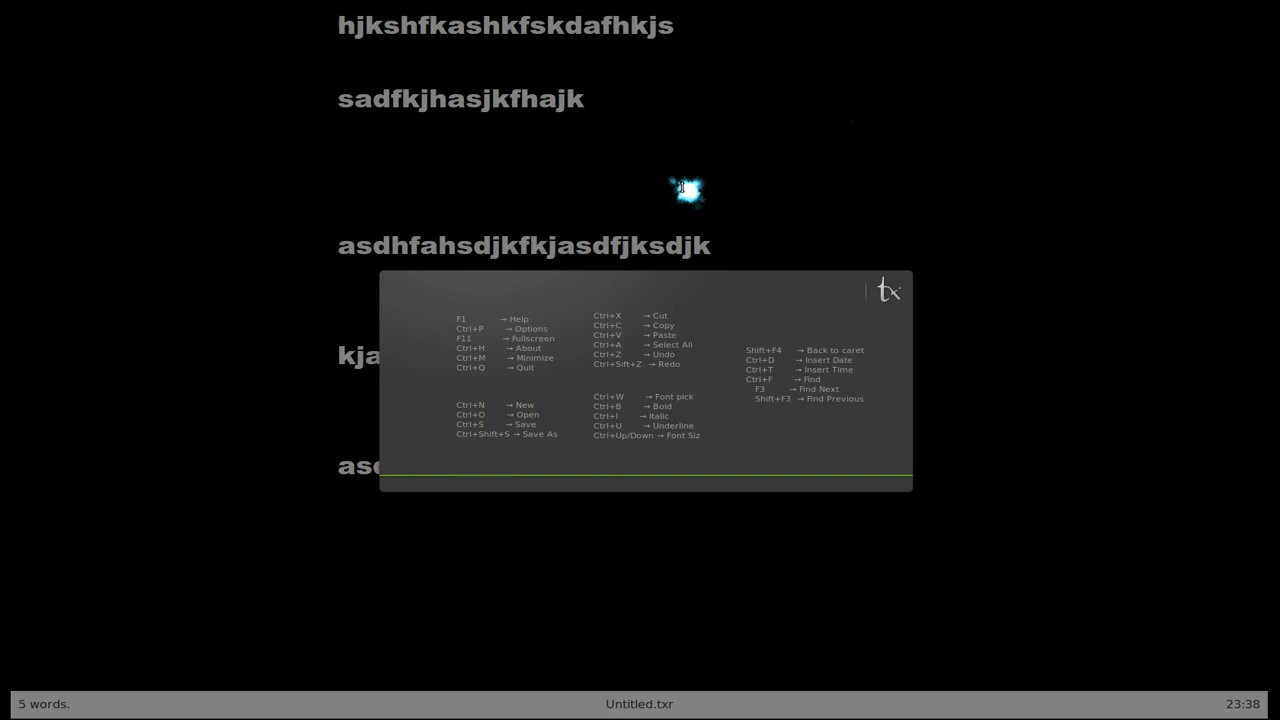 hjkshfkashkfskdafhkjs
sadfkjhasjkfhajk
asdhfahsdjkfkjasdfjksdjk
kja
asd
tx
F1 → Help
Ctrl+P → Options
F11 → Fullscreen
Ctrl+H → About
Ctrl+M → Minimize
Ctrl+Q → Quit
Ctrl+N → New
Ctrl+O → Open
Ctrl+S → Save
Ctrl+Shift+S → Save As
Ctrl+X → Cut
Ctrl+C → Copy
Ctrl+V → Paste
Ctrl+A → Select All
Ctrl+Z → Undo
Ctrl+Sift+Z → Redo
Ctrl+W → Font pick
Ctrl+B → Bold
Ctrl+I → Italic
Ctrl+U → Underline
Ctrl+Up/Down → Font Siz
Shift+F4 → Back to caret
Ctrl+D → Insert Date
Ctrl+T → Insert Time
Ctrl+F → Find
F3 → Find Next
Shift+F3 → Find Previous
5 words.
Untitled.txr
23:38